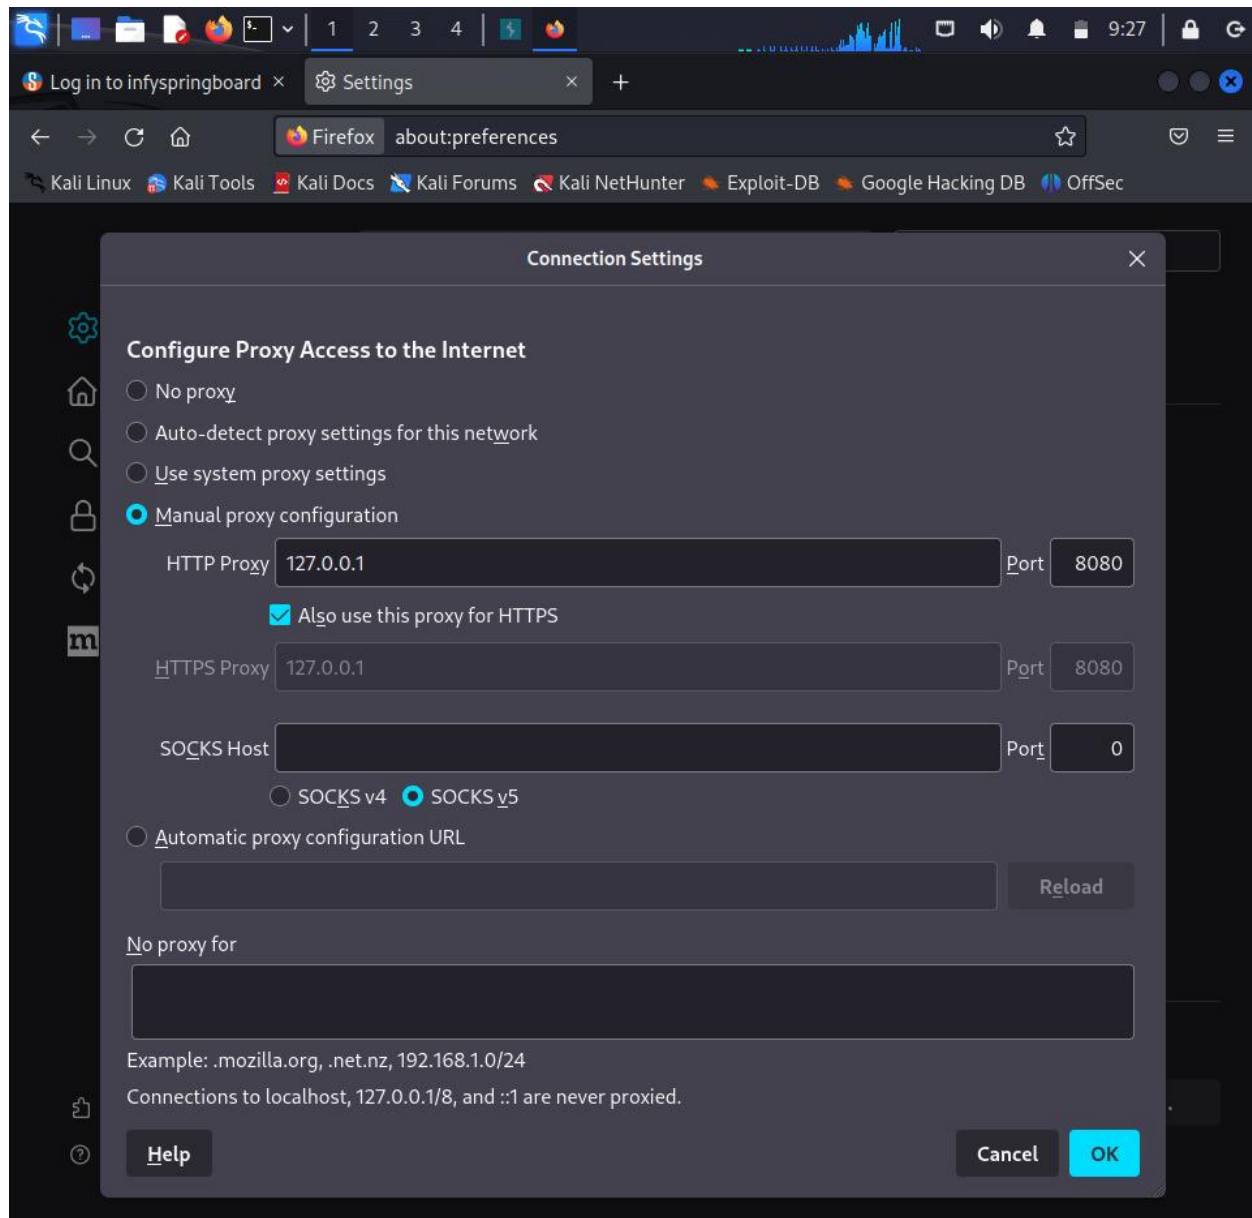 1 2 3 4 9:27
Log in to infyspringboard Settings
Firefox about:preferences
Kali Linux Kali Tools Kali Docs Kali Forums Kali NetHunter Exploit-DB Google Hacking DB OffSec
Connection Settings
Configure Proxy Access to the Internet
No proxy
Auto-detect proxy settings for this network
Use system proxy settings
Manual proxy configuration
HTTP Proxy 127.0.0.1 Port 8080
Also use this proxy for HTTPS
HTTPS Proxy 127.0.0.1 Port 8080
SOCKS Host Port 0
SOCKS v4 SOCKS v5
Automatic proxy configuration URL
Reload
No proxy for
Example: .mozilla.org, .net.nz, 192.168.1.0/24
Connections to localhost, 127.0.0.1/8, and ::1 are never proxied.
Help Cancel OK